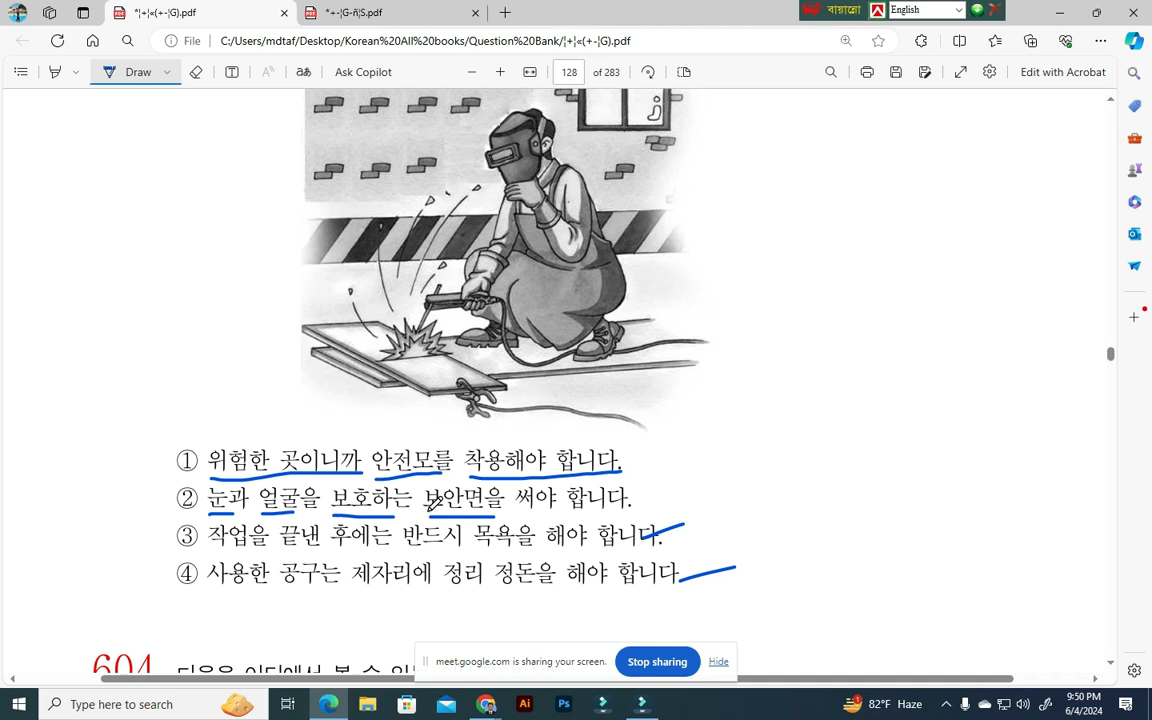 *¦+¦«(+-¦G).pdf
*+-¦G-ñ¦S.pdf
বায়ান্নো
English
File
C:/Users/mdtaf/Desktop/Korean%20All%20books/Question%20Bank/¦+¦«(+-¦G).pdf
Draw
Ask Copilot
128 of 283
Edit with Acrobat
① 위험한 곳이니까 안전모를 착용해야 합니다.
② 눈과 얼굴을 보호하는 보안면을 써야 합니다.
③ 작업을 끝낸 후에는 반드시 목욕을 해야 합니다.
④ 사용한 공구는 제자리에 정리 정돈을 해야 합니다
604
meet.google.com is sharing your screen.
Stop sharing
Hide
Type here to search
Ai
Ps
82°F Haze
9:50 PM
6/4/2024